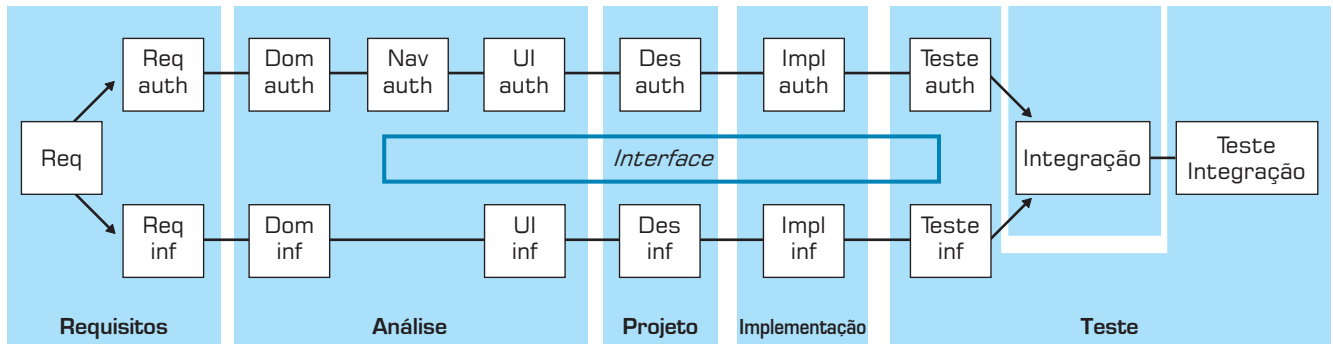 Req
auth
Dom
auth
Nav
auth
UI
auth
Des
auth
Impl
auth
Teste
auth
Req
Interface
Integração
Teste
Integração
Req
inf
Dom
inf
UI
inf
Des
inf
Impl
inf
Teste
inf
Requisitos
Análise
Projeto
Implementação
Teste